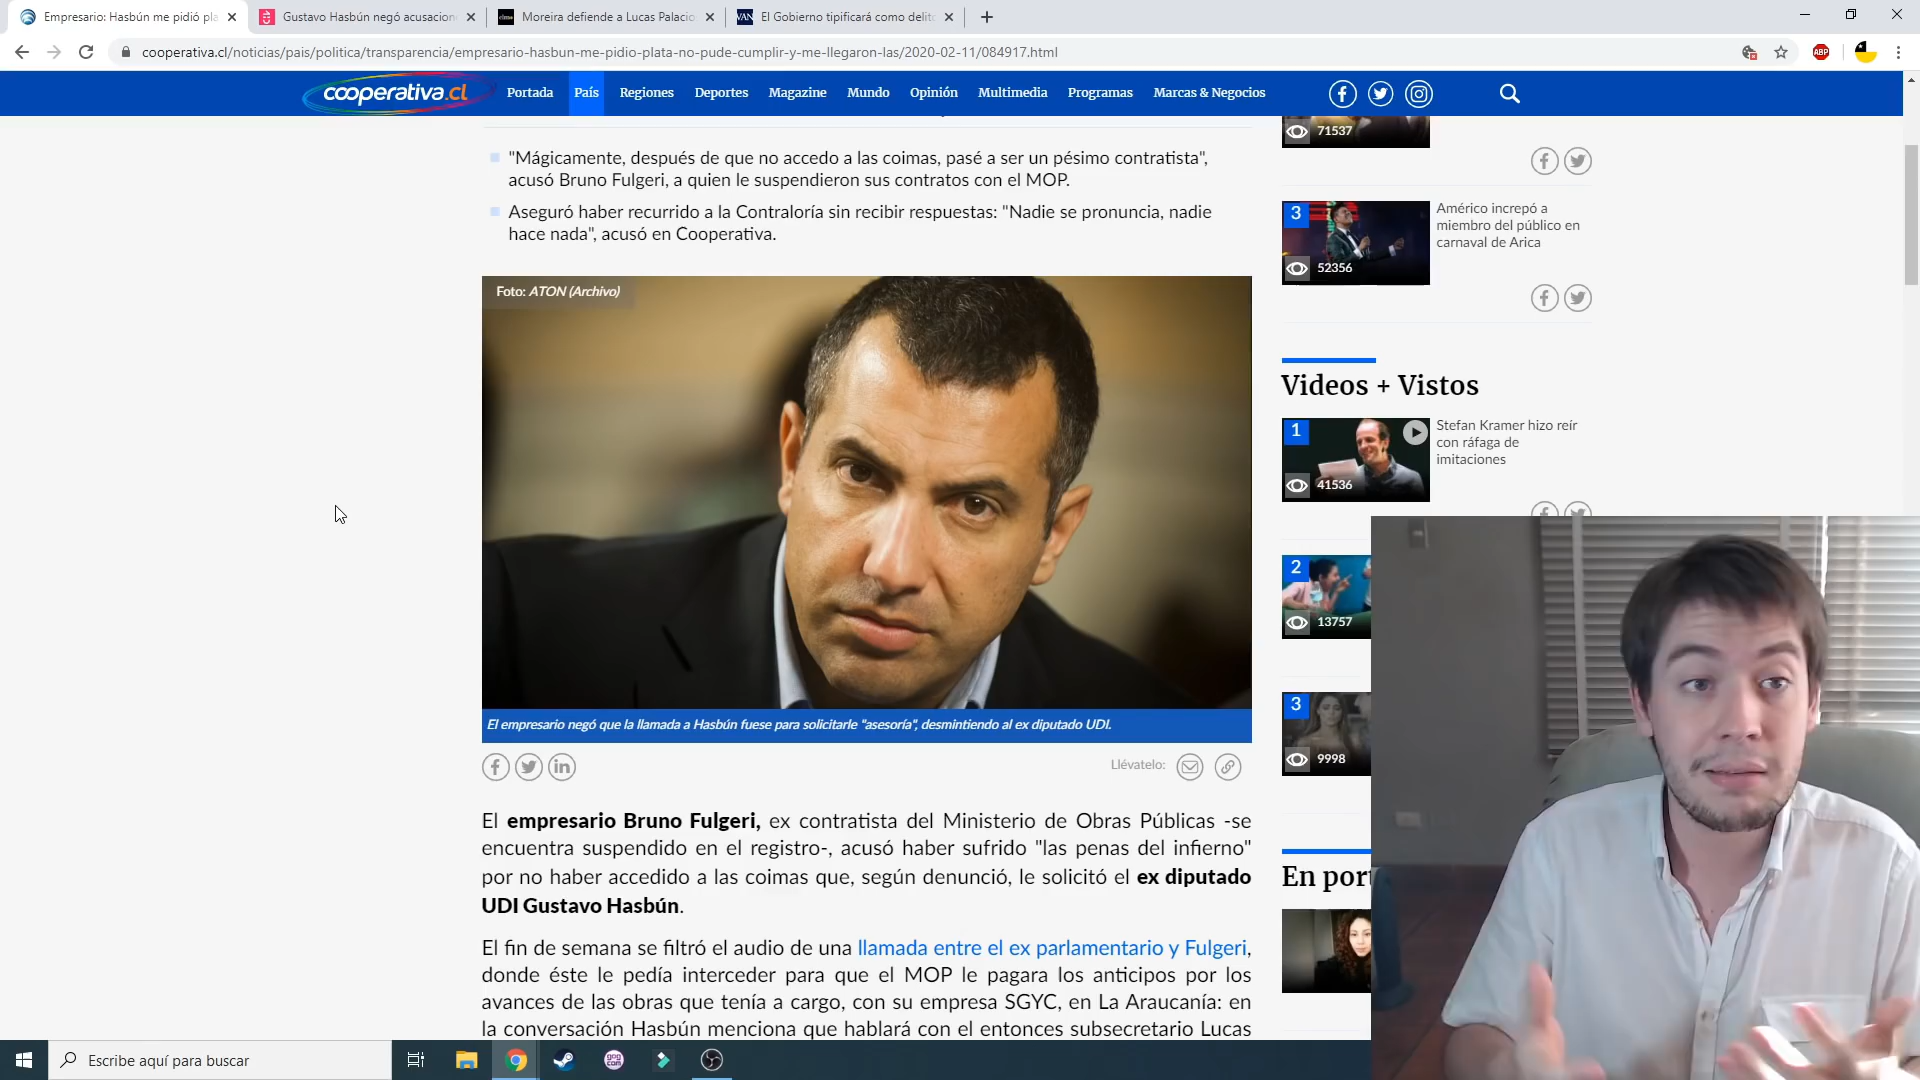 Empresario: Hasbún me pidió pla
Gustavo Hasbún negó acusacion
Moreira defiende a Lucas Palacio
El Gobierno tipificará como delit
cooperativa.cl/noticias/pais/politica/transparencia/empresario-hasbun-me-pidio-plata-no-pude-cumplir-y-me-llegaron-las/2020-02-11/084917.html
ABP
cooperativa.cl
Portada
País
Regiones
Deportes
Magazine
Mundo
Opinión
Multimedia
Programas
Marcas & Negocios
"Mágicamente, después de que no accedo a las coimas, pasé a ser un pésimo contratista",
acusó Bruno Fulgeri, a quien le suspendieron sus contratos con el MOP.
Aseguró haber recurrido a la Contraloría sin recibir respuestas: "Nadie se pronuncia, nadie
hace nada", acusó en Cooperativa.
Foto: ATON (Archivo)
El empresario negó que la llamada a Hasbún fuese para solicitarle "asesoría", desmintiendo al ex diputado UDI.
Llévatelo:
El empresario Bruno Fulgeri, ex contratista del Ministerio de Obras Públicas -se
encuentra suspendido en el registro-, acusó haber sufrido "las penas del infierno"
por no haber accedido a las coimas que, según denunció, le solicitó el ex diputado
UDI Gustavo Hasbún.
El fin de semana se filtró el audio de una llamada entre el ex parlamentario y Fulgeri,
donde éste le pedía interceder para que el MOP le pagara los anticipos por los
avances de las obras que tenía a cargo, con su empresa SGYC, en La Araucanía: en
la conversación Hasbún menciona que hablará con el entonces subsecretario Lucas
71537
3
52356
Américo increpó a
miembro del público en
carnaval de Arica
Videos + Vistos
1
41536
Stefan Kramer hizo reír
con ráfaga de
imitaciones
2
13757
3
9998
En port
Escribe aquí para buscar